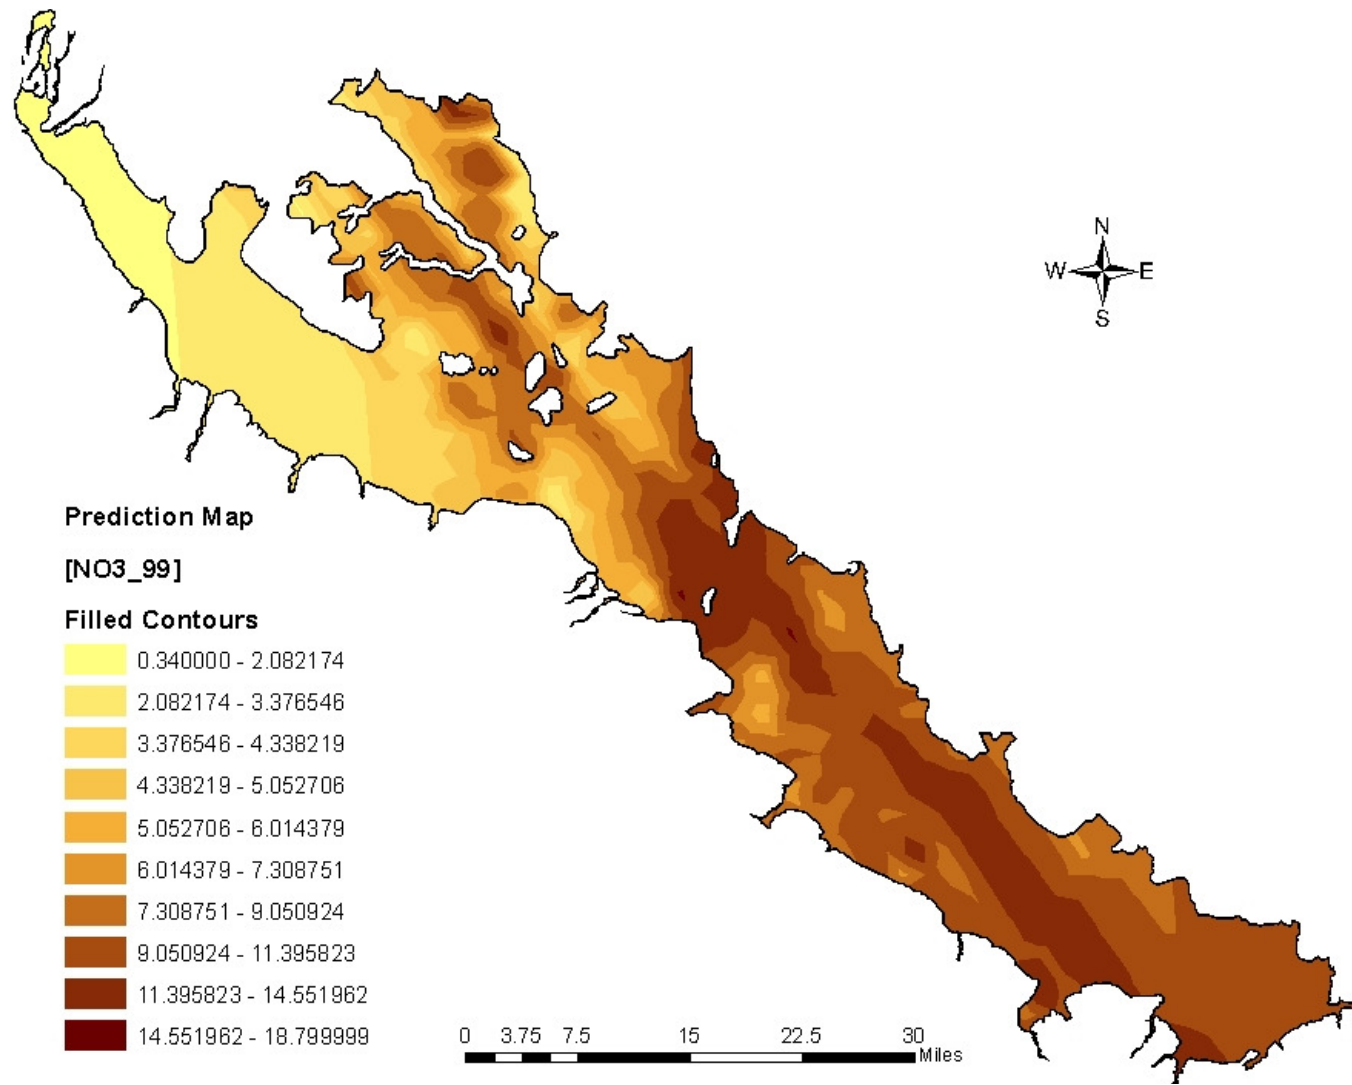 N
W E
S
Prediction Map
[NO3_99]
Filled Contours
0.340000 - 2.082174
2.082174 - 3.376546
3.376546 - 4.338219
4.338219 - 5.052706
5.052706 - 6.014379
6.014379 - 7.308751
7.308751 - 9.050924
9.050924 - 11.395823
11.395823 - 14.551962
14.551962 - 18.799999
0 3.75 7.5 15 22.5 30
Miles